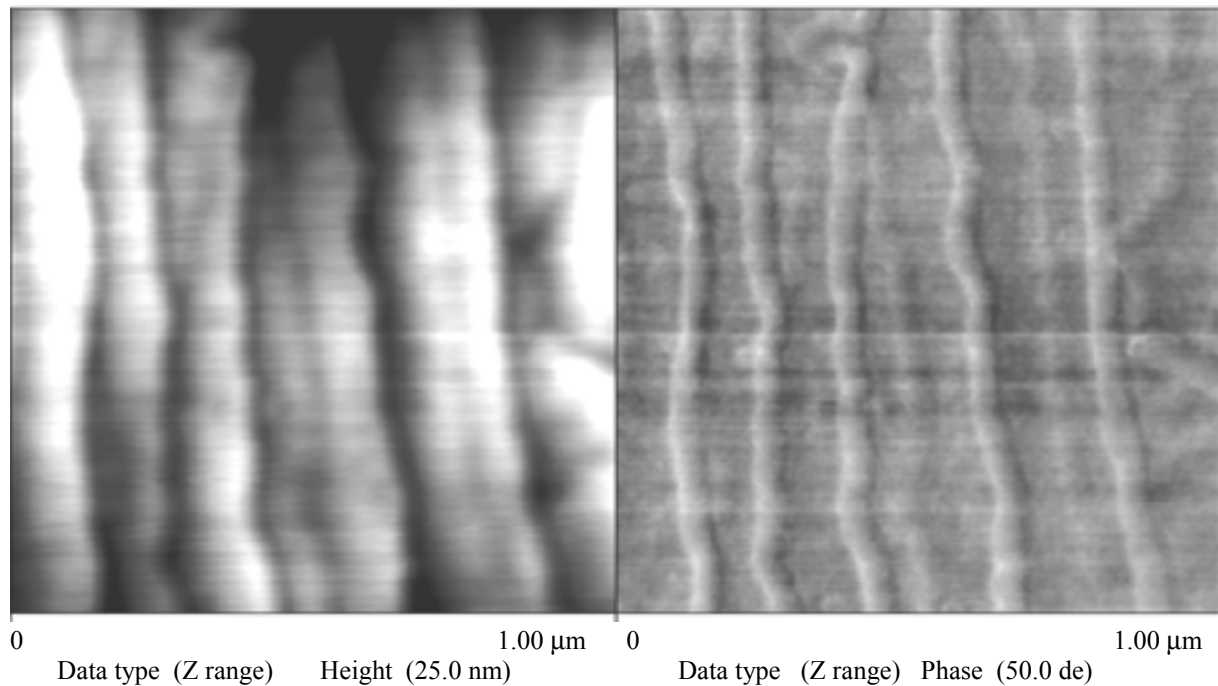 0 1.00 μm 0 1.00 μm
Data type (Z range) Height (25.0 nm) Data type (Z range) Phase (50.0 de)